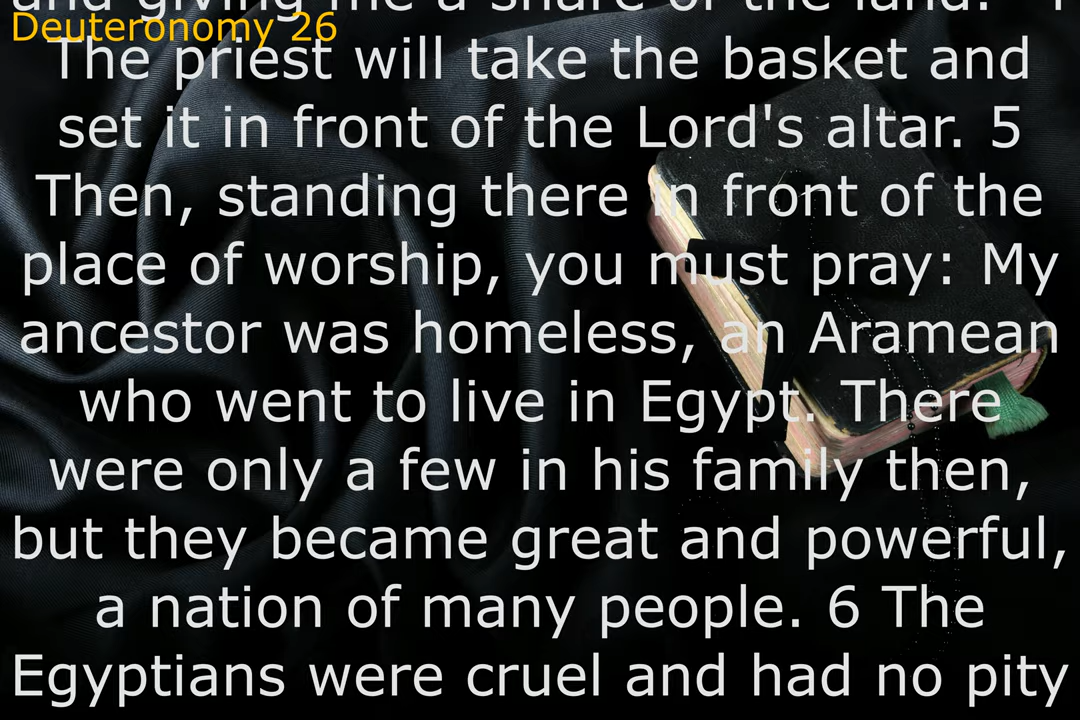 and giving me a share of the land.
Deuteronomy 26
The priest will take the basket and
set it in front of the Lord's altar. 5
Then, standing there in front of the
place of worship, you must pray: My
ancestor was homeless, an Aramean
who went to live in Egypt. There
were only a few in his family then,
but they became great and powerful,
a nation of many people. 6 The
Egyptians were cruel and had no pity